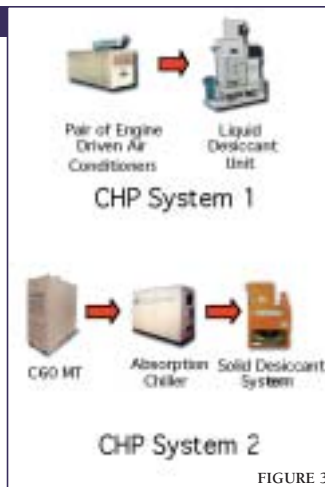 Pair of Engine
Driven Air
Conditioners
Liquid
Desiccant
Unit
CHP System 1
C60 MT
Absorption
Chiller
Solid Desiccant
System
CHP System 2
FIGURE 3